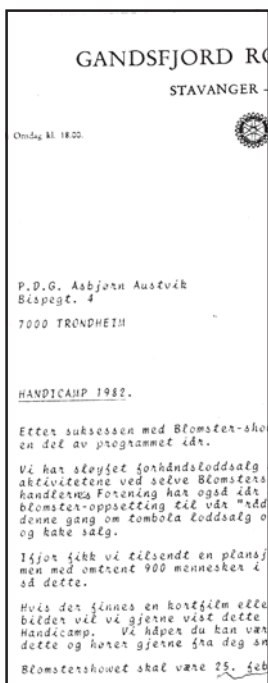 GANDSFJORD RO
STAVANGER -
Onsdag kl. 18.00.
P.D.G. Asbjørn Austvik
Bispegt. 4
7000 TRONDHEIM
HANDICAMP 1982.
Etter suksessen med Blomster-sho
en del av programmet iår.
Vi har sløyfet forhåndsloddsalg
aktivitetene ved selve Blomsters
handlernes Forening har også iår
blomster-oppsetting til vår "råd
denne gang om tombola loddsalg o
og kake salg.
Ifjor fikk vi tilsendt en plansj
men med omtrent 900 mennesker i
så dette.
Hvis der finnes en kortfilm elle
bilder vil vi gjerne vist dette
Handicamp. Vi håper du kan vær
dette og hører gjerne fra deg sn
Blomstershowet skal være 25. feb